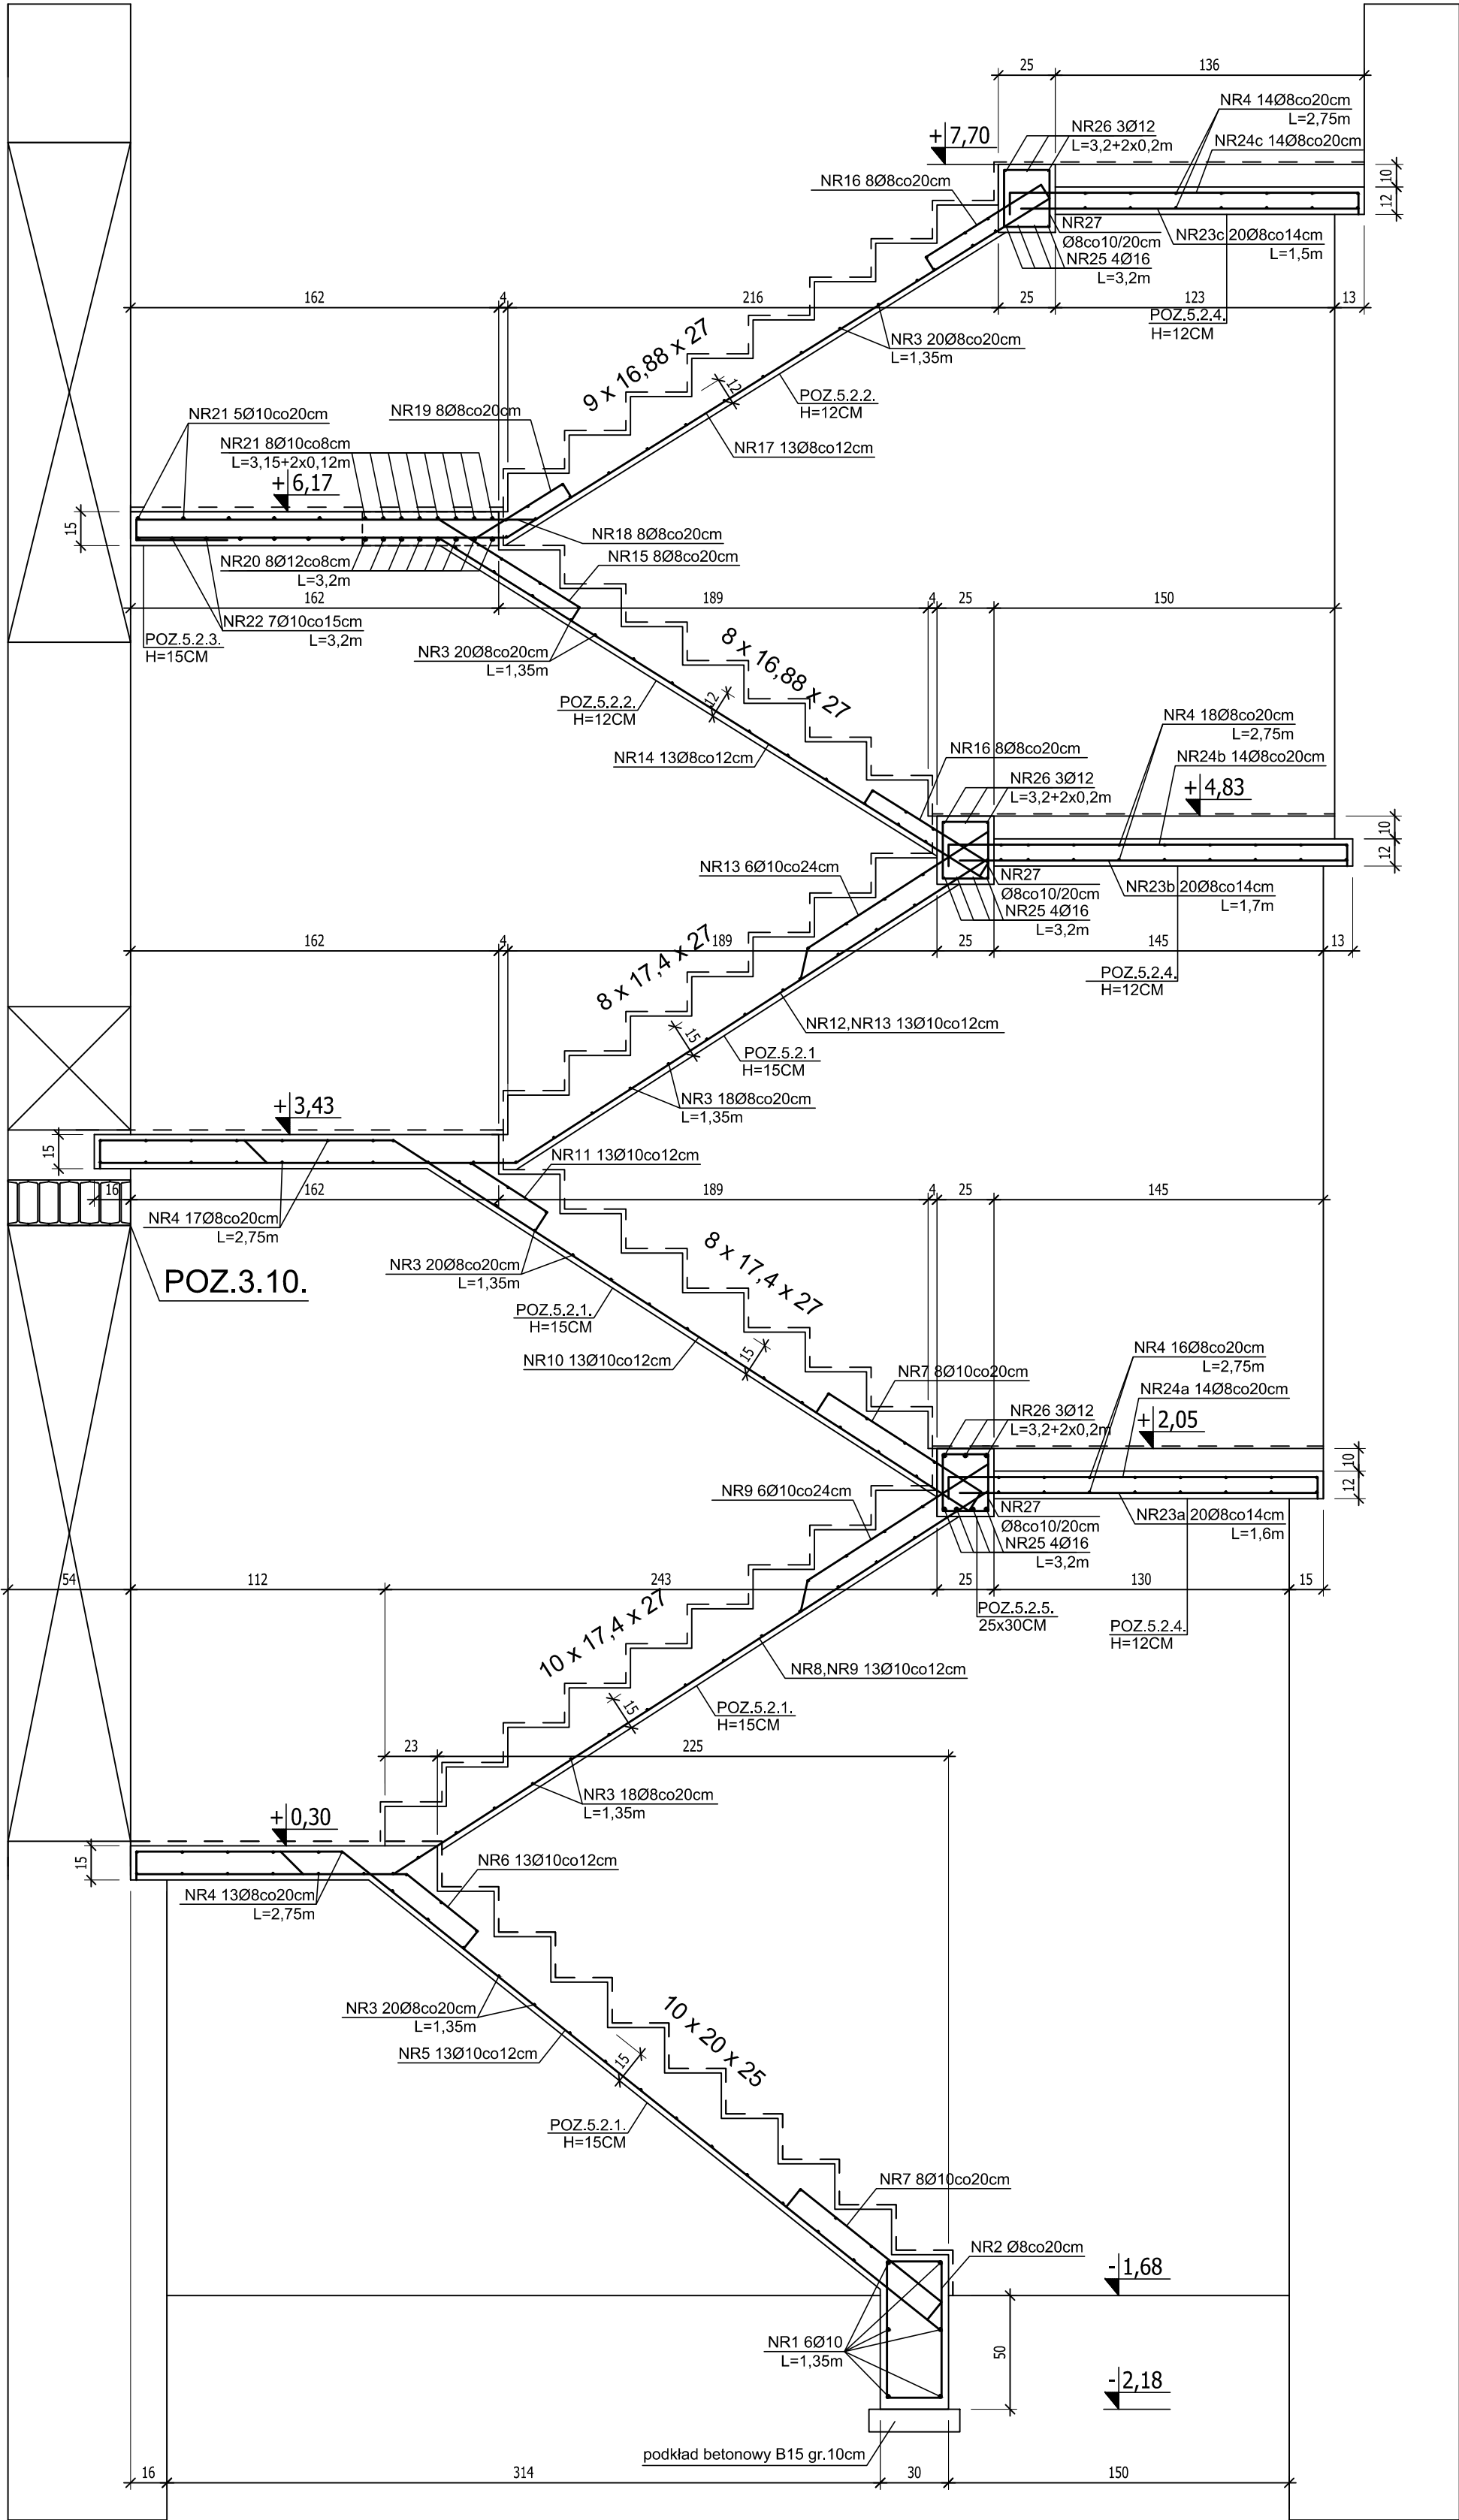 25
136
NR4 14Ø8co20cm
L=2,75m
NR26 3Ø12
L=3,2+2x0,2m
NR24c 14Ø8co20cm
+7,70
10
12
NR16 8Ø8co20cm
NR27
Ø8co10/20cm
NR25 4Ø16
L=3,2m
NR23c 20Ø8co14cm
L=1,5m
162
4
216
25
123
13
POZ.5.2.4.
H=12CM
NR3 20Ø8co20cm
L=1,35m
9 x 16,88 x 27
12
POZ.5.2.2.
H=12CM
NR21 5Ø10co20cm
NR19 8Ø8co20cm
NR21 8Ø10co8cm
L=3,15+2x0,12m
NR17 13Ø8co12cm
+6,17
15
NR18 8Ø8co20cm
NR15 8Ø8co20cm
NR20 8Ø12co8cm
L=3,2m
162
189
4
25
150
NR22 7Ø10co15cm
L=3,2m
POZ.5.2.3.
H=15CM
NR3 20Ø8co20cm
L=1,35m
8 x 16,88 x 27
POZ.5.2.2.
H=12CM
12
NR4 18Ø8co20cm
L=2,75m
NR14 13Ø8co12cm
NR16 8Ø8co20cm
NR24b 14Ø8co20cm
NR26 3Ø12
L=3,2+2x0,2m
+4,83
10
12
NR13 6Ø10co24cm
NR27
Ø8co10/20cm
NR25 4Ø16
L=3,2m
NR23b 20Ø8co14cm
L=1,7m
162
4
189
25
145
13
8 x 17,4 x 27
POZ.5.2.4.
H=12CM
NR12,NR13 13Ø10co12cm
15
POZ.5.2.1
H=15CM
NR3 18Ø8co20cm
L=1,35m
+3,43
15
NR11 13Ø10co12cm
16
162
189
4
25
145
NR4 17Ø8co20cm
L=2,75m
NR3 20Ø8co20cm
L=1,35m
8 x 17,4 x 27
POZ.3.10.
POZ.5.2.1.
H=15CM
NR10 13Ø10co12cm
15
NR4 16Ø8co20cm
L=2,75m
NR7 8Ø10co20cm
NR24a 14Ø8co20cm
NR26 3Ø12
L=3,2+2x0,2m
+2,05
10
12
NR9 6Ø10co24cm
NR27
Ø8co10/20cm
NR25 4Ø16
L=3,2m
NR23a 20Ø8co14cm
L=1,6m
54
112
243
25
130
15
POZ.5.2.5.
25x30CM
POZ.5.2.4.
H=12CM
10 x 17,4 x 27
NR8,NR9 13Ø10co12cm
15
POZ.5.2.1.
H=15CM
23
225
NR3 18Ø8co20cm
L=1,35m
+0,30
15
NR6 13Ø10co12cm
NR4 13Ø8co20cm
L=2,75m
NR3 20Ø8co20cm
L=1,35m
10 x 20 x 25
NR5 13Ø10co12cm
15
POZ.5.2.1.
H=15CM
NR7 8Ø10co20cm
NR2 Ø8co20cm
-1,68
NR1 6Ø10
L=1,35m
50
-2,18
podkład betonowy B15 gr.10cm
16
314
30
150